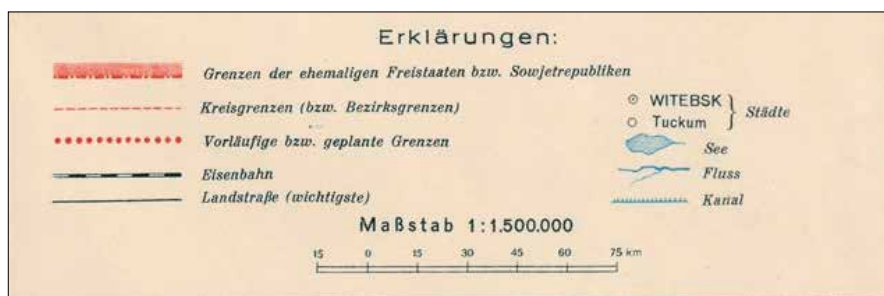 Erklärungen:
Grenzen der ehemaligen Freistaaten bzw. Sowjetrepubliken
Kreisgrenzen (bzw. Bezirksgrenzen)
Vorläufige bzw. geplante Grenzen
Eisenbahn
Landstraße (wichtigste)
WITEBSK
Tuckum
Städte
See
Fluss
Kanal
Maßstab 1:1.500.000
15 0 15 30 45 60 75 km